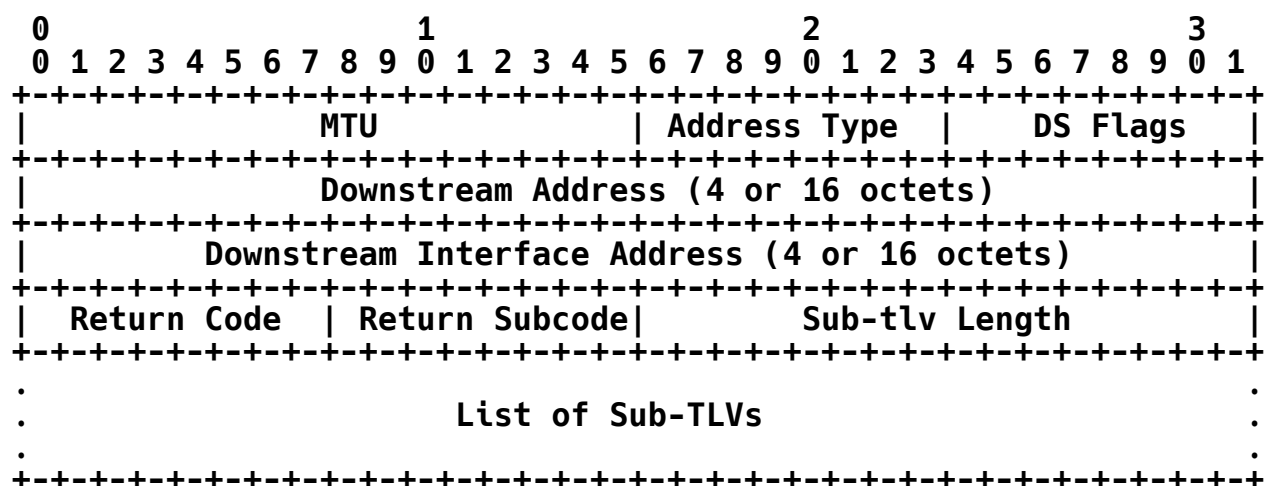 0                   1                   2                   3
 0 1 2 3 4 5 6 7 8 9 0 1 2 3 4 5 6 7 8 9 0 1 2 3 4 5 6 7 8 9 0 1
+-+-+-+-+-+-+-+-+-+-+-+-+-+-+-+-+-+-+-+-+-+-+-+-+-+-+-+-+-+-+-+-+
|               MTU             | Address Type  |    DS Flags   |
+-+-+-+-+-+-+-+-+-+-+-+-+-+-+-+-+-+-+-+-+-+-+-+-+-+-+-+-+-+-+-+-+
|               Downstream Address (4 or 16 octets)             |
+-+-+-+-+-+-+-+-+-+-+-+-+-+-+-+-+-+-+-+-+-+-+-+-+-+-+-+-+-+-+-+-+
|         Downstream Interface Address (4 or 16 octets)         |
+-+-+-+-+-+-+-+-+-+-+-+-+-+-+-+-+-+-+-+-+-+-+-+-+-+-+-+-+-+-+-+-+
|  Return Code  | Return Subcode|        Sub-tlv Length         |
+-+-+-+-+-+-+-+-+-+-+-+-+-+-+-+-+-+-+-+-+-+-+-+-+-+-+-+-+-+-+-+-+
.                                                               .
.                      List of Sub-TLVs                         .
.                                                               .
+-+-+-+-+-+-+-+-+-+-+-+-+-+-+-+-+-+-+-+-+-+-+-+-+-+-+-+-+-+-+-+-+